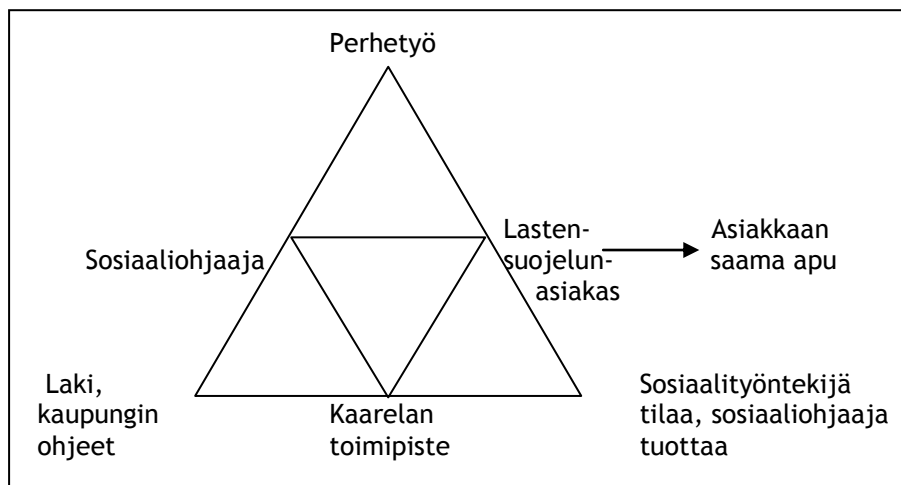 Perhetyö
Sosiaaliohjaaja
Lasten-
suojelun-
asiakas
Asiakkaan
saama apu
Laki,
kaupungin
ohjeet
Kaarelan
toimipiste
Sosiaalityöntekijä
tilaa, sosiaaliohjaaja
tuottaa